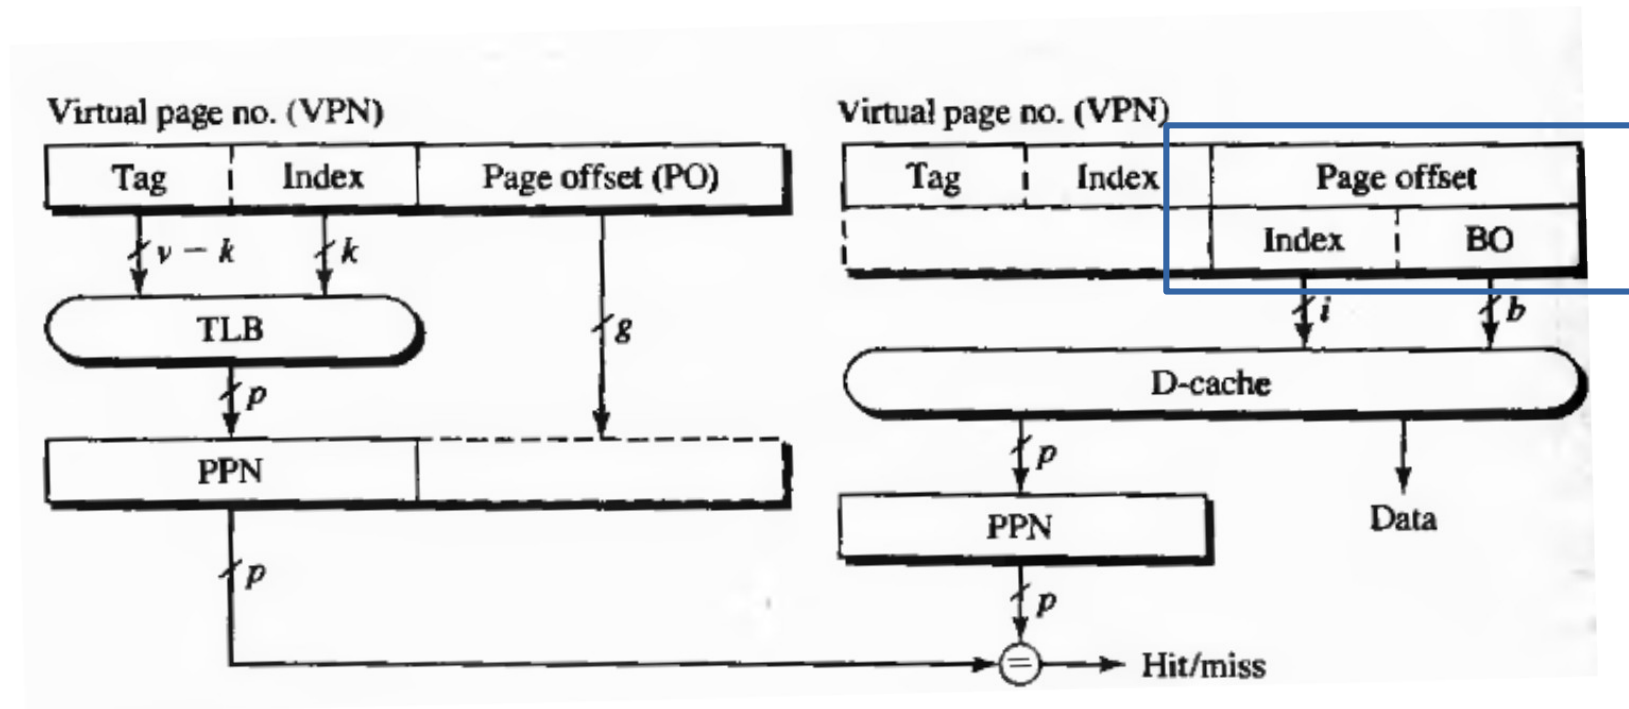 Virtual page no. (VPN)
Tag Index Page offset (PO)
v – k k
TLB
g
p
PPN
p
Virtual page no. (VPN)
Tag Index Page offset
Index BO
i b
D-cache
p
PPN Data
p
= Hit/miss